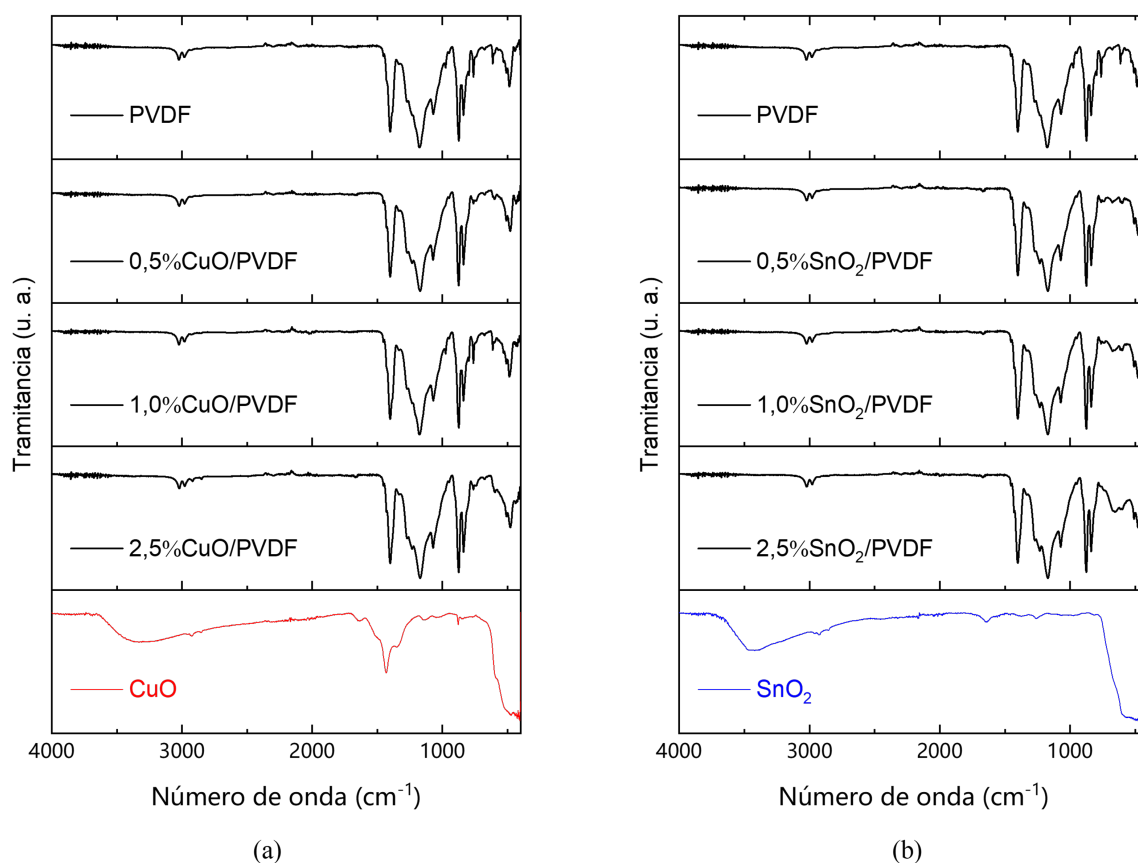 Tramitancia (u. a.)
PVDF
0,5%CuO/PVDF
1,0%CuO/PVDF
2,5%CuO/PVDF
CuO
4000 3000 2000 1000
Número de onda (cm⁻¹)
(a)
Tramitancia (u. a.)
PVDF
0,5%SnO₂/PVDF
1,0%SnO₂/PVDF
2,5%SnO₂/PVDF
SnO₂
4000 3000 2000 1000
Número de onda (cm⁻¹)
(b)